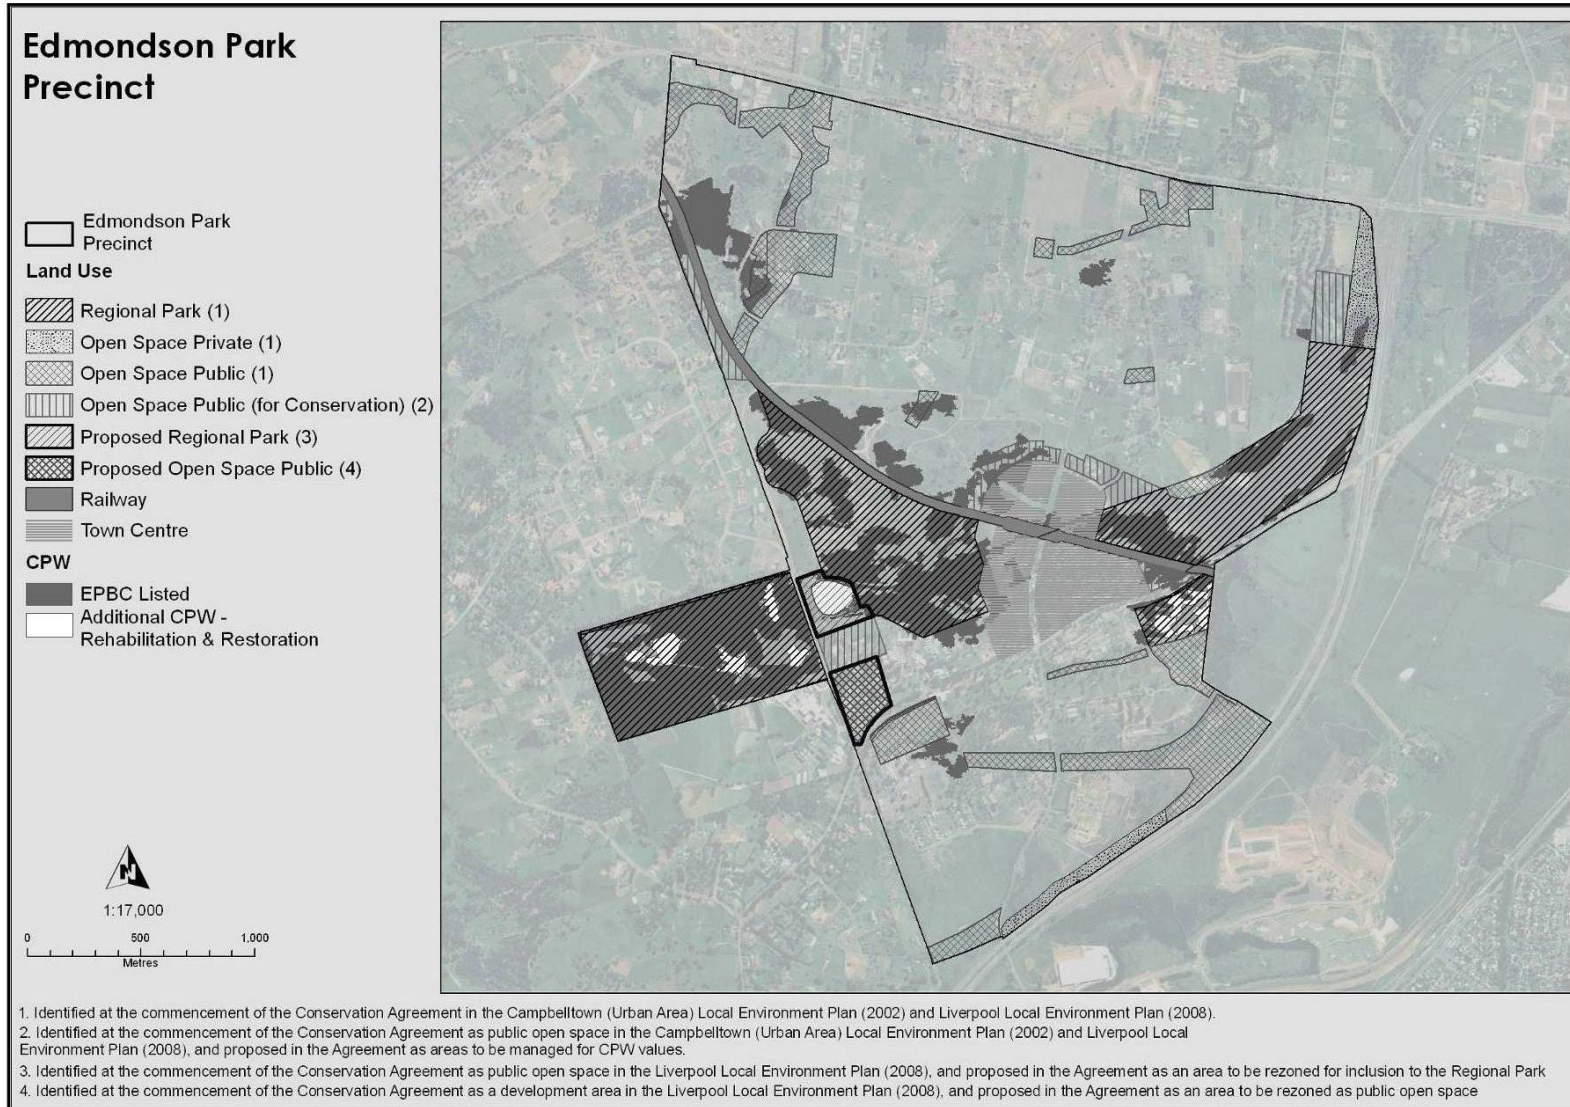 Edmondson Park
Precinct
Edmondson Park
Precinct
Land Use
Regional Park (1)
Open Space Private (1)
Open Space Public (1)
Open Space Public (for Conservation) (2)
Proposed Regional Park (3)
Proposed Open Space Public (4)
Railway
Town Centre
CPW
EPBC Listed
Additional CPW -
Rehabilitation & Restoration
N
1:17,000
0 500 1,000
Metres
1. Identified at the commencement of the Conservation Agreement in the Campbelltown (Urban Area) Local Environment Plan (2002) and Liverpool Local Environment Plan (2008).
2. Identified at the commencement of the Conservation Agreement as public open space in the Campbelltown (Urban Area) Local Environment Plan (2002) and Liverpool Local
Environment Plan (2008), and proposed in the Agreement as areas to be managed for CPW values.
3. Identified at the commencement of the Conservation Agreement as public open space in the Liverpool Local Environment Plan (2008), and proposed in the Agreement as an area to be rezoned for inclusion to the Regional Park
4. Identified at the commencement of the Conservation Agreement as a development area in the Liverpool Local Environment Plan (2008), and proposed in the Agreement as an area to be rezoned as public open space